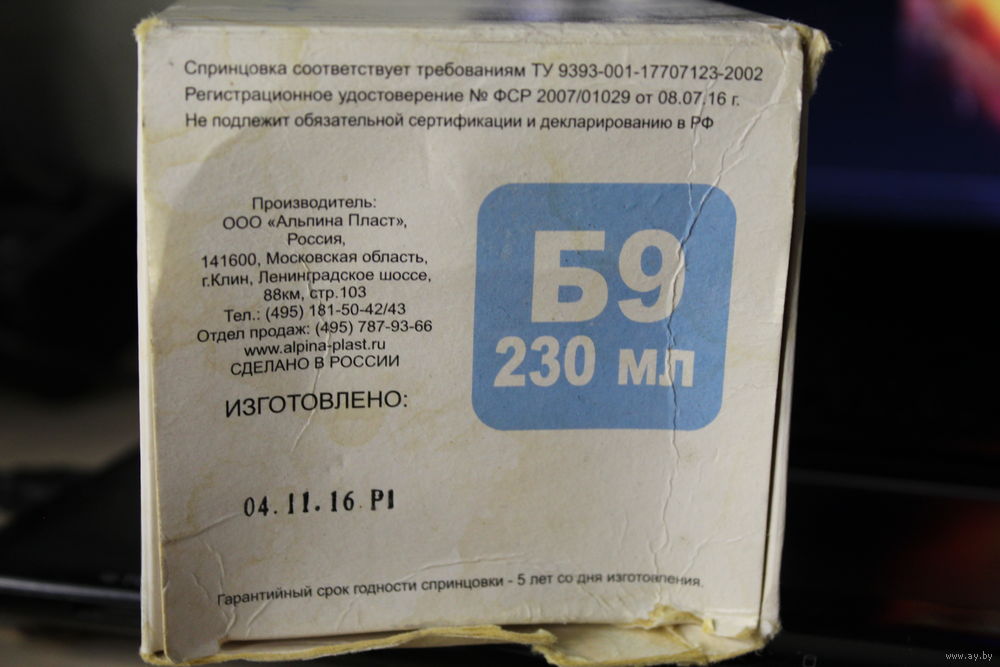 Спринцовка соответствует требованиям ТУ 9393-001-17707123-2002
Регистрационное удостоверение № ФСР 2007/01029 от 08.07.16 г.
Не подлежит обязательной сертификации и декларированию в РФ
Производитель:
ООО «Альпина Пласт»,
Россия,
141600, Московская область,
г.Клин, Ленинградское шоссе,
88км, стр.103
Тел.: (495) 181-50-42/43
Отдел продаж: (495) 787-93-66
www.alpina-plast.ru
СДЕЛАНО В РОССИИ
ИЗГОТОВЛЕНО:
04.11.16 P1
Б9
230 мл
Гарантийный срок годности спринцовки - 5 лет со дня изготовления.
www.ay.by